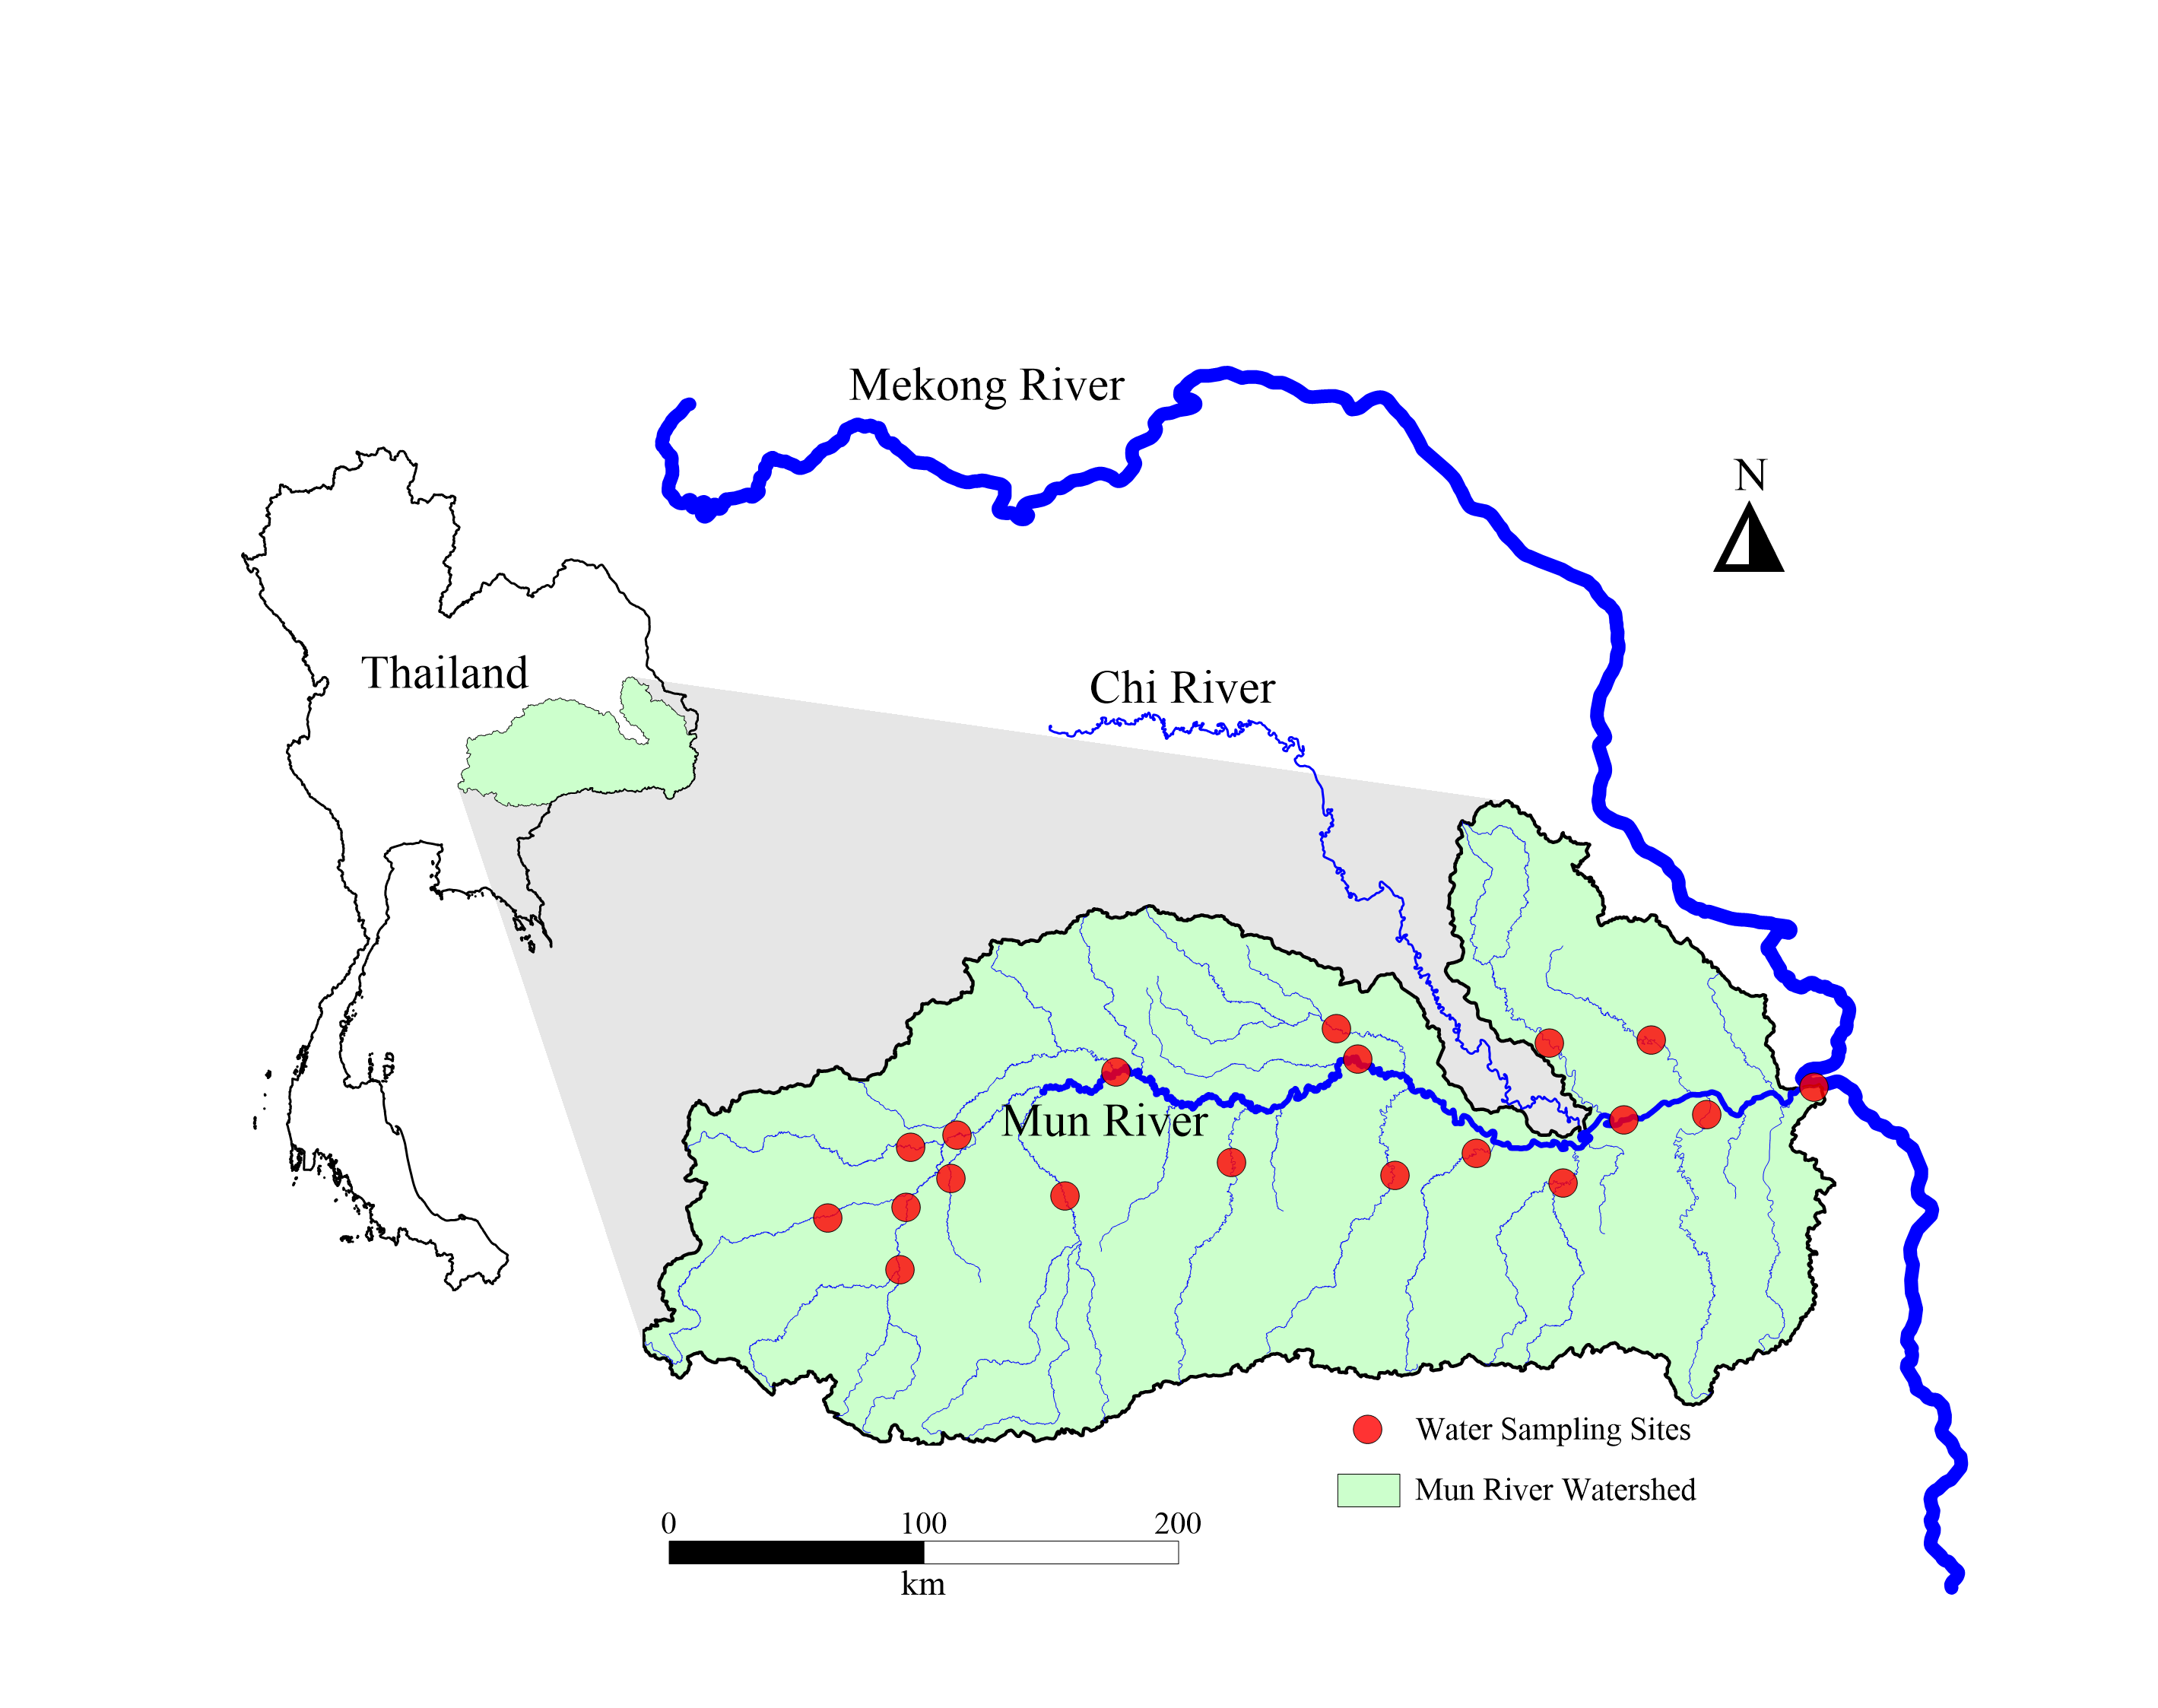 Mekong River
N
Thailand
Chi River
Mun River
Water Sampling Sites
Mun River Watershed
0 100 200
km